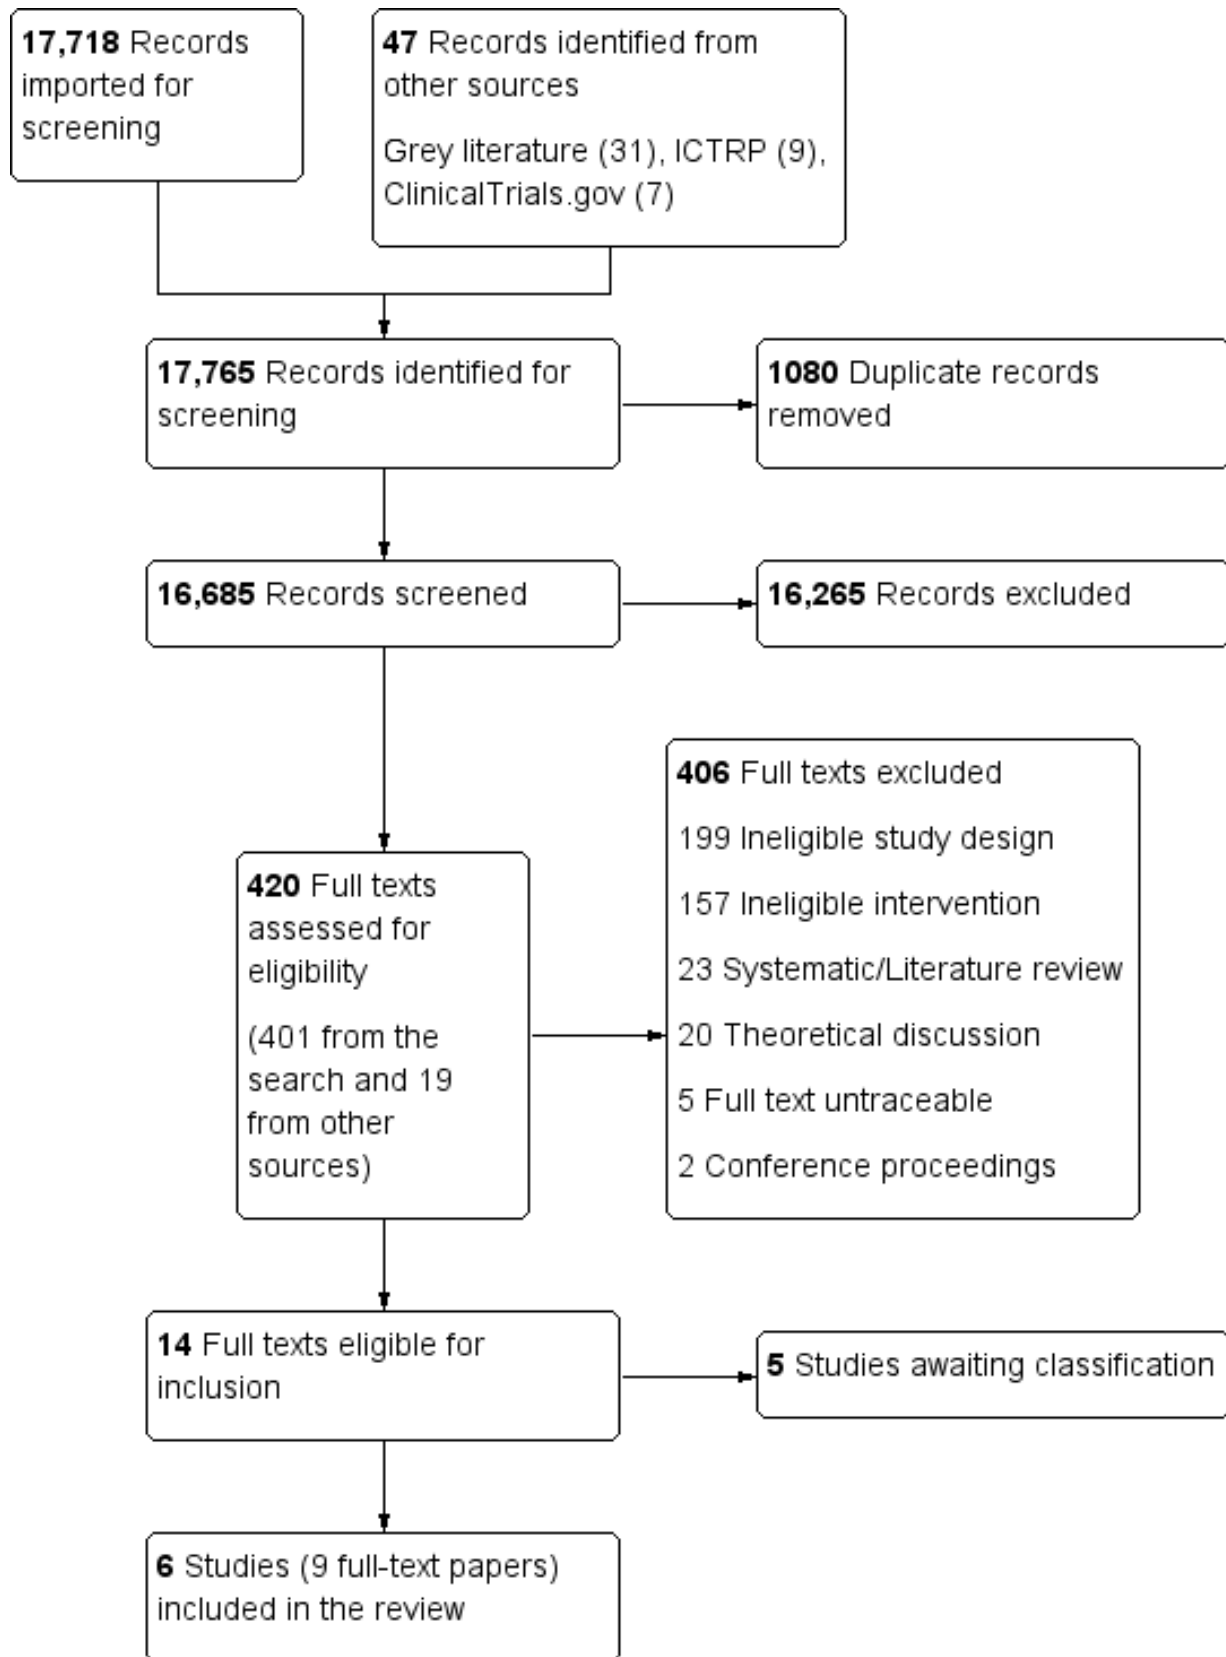 17,718 Records
imported for
screening
47 Records identified from
other sources
Grey literature (31), ICTRP (9),
ClinicalTrials.gov (7)
17,765 Records identified for
screening
1080 Duplicate records
removed
16,685 Records screened
16,265 Records excluded
420 Full texts
assessed for
eligibility
(401 from the
search and 19
from other
sources)
406 Full texts excluded
199 Ineligible study design
157 Ineligible intervention
23 Systematic/Literature review
20 Theoretical discussion
5 Full text untraceable
2 Conference proceedings
14 Full texts eligible for
inclusion
5 Studies awaiting classification
6 Studies (9 full-text papers)
included in the review